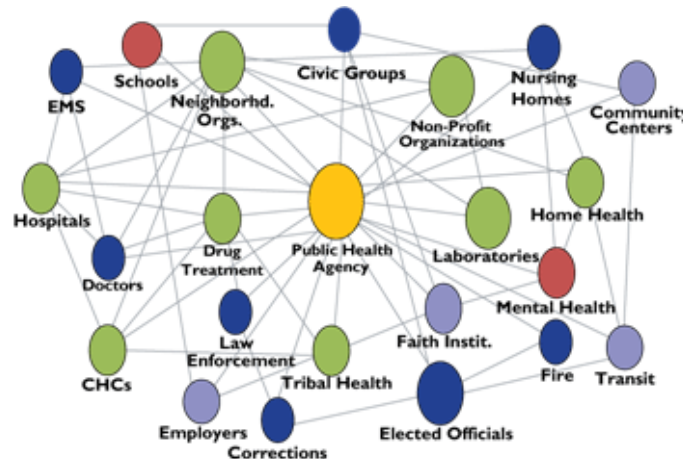 Civic Groups
Schools
EMS
Neighborhd.
Orgs.
Nursing
Homes
Community
Centers
Non-Profit
Organizations
Hospitals
Doctors
Drug
Treatment
Public Health
Agency
Laboratories
Home Health
Mental Health
Law
Enforcement
Faith Instit.
CHCs
Tribal Health
Fire
Transit
Employers
Corrections
Elected Officials